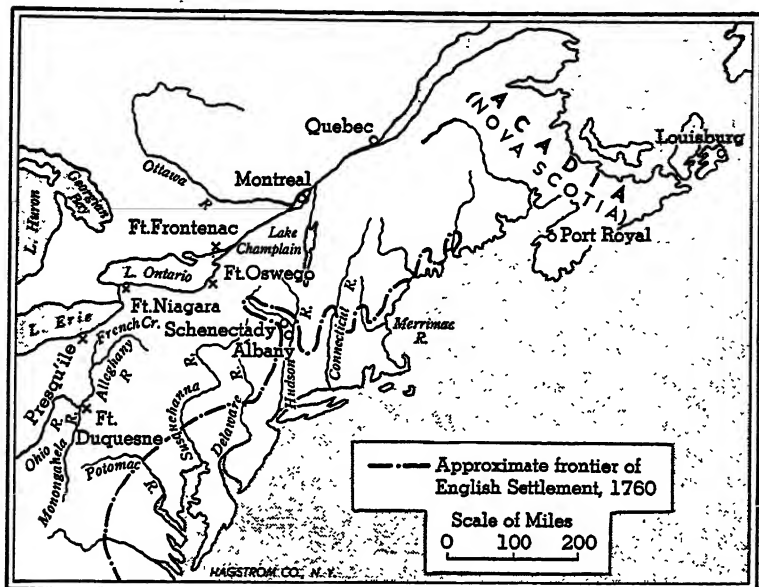 Quebec
ACADIA
(NOVA SCOTIA)
Louisburg
Ottawa
R.
Montreal
Georgian
Bay
L. Huron
Ft. Frontenac
Lake
Champlain
Port Royal
L. Ontario
Ft. Oswego
Ft. Niagara
L. Erie
French Cr.
Schenectady
Albany
R.
Hudson
Connecticut R.
Merrimac
R.
Presqu'ile
Alleghany
R
Susquehanna
R.
Delaware
R.
Ft.
Duquesne
Ohio R.
Monongahela
R.
Potomac
R.
Approximate frontier of
English Settlement, 1760
Scale of Miles
0 100 200
HAGSTROM CO., N.Y.